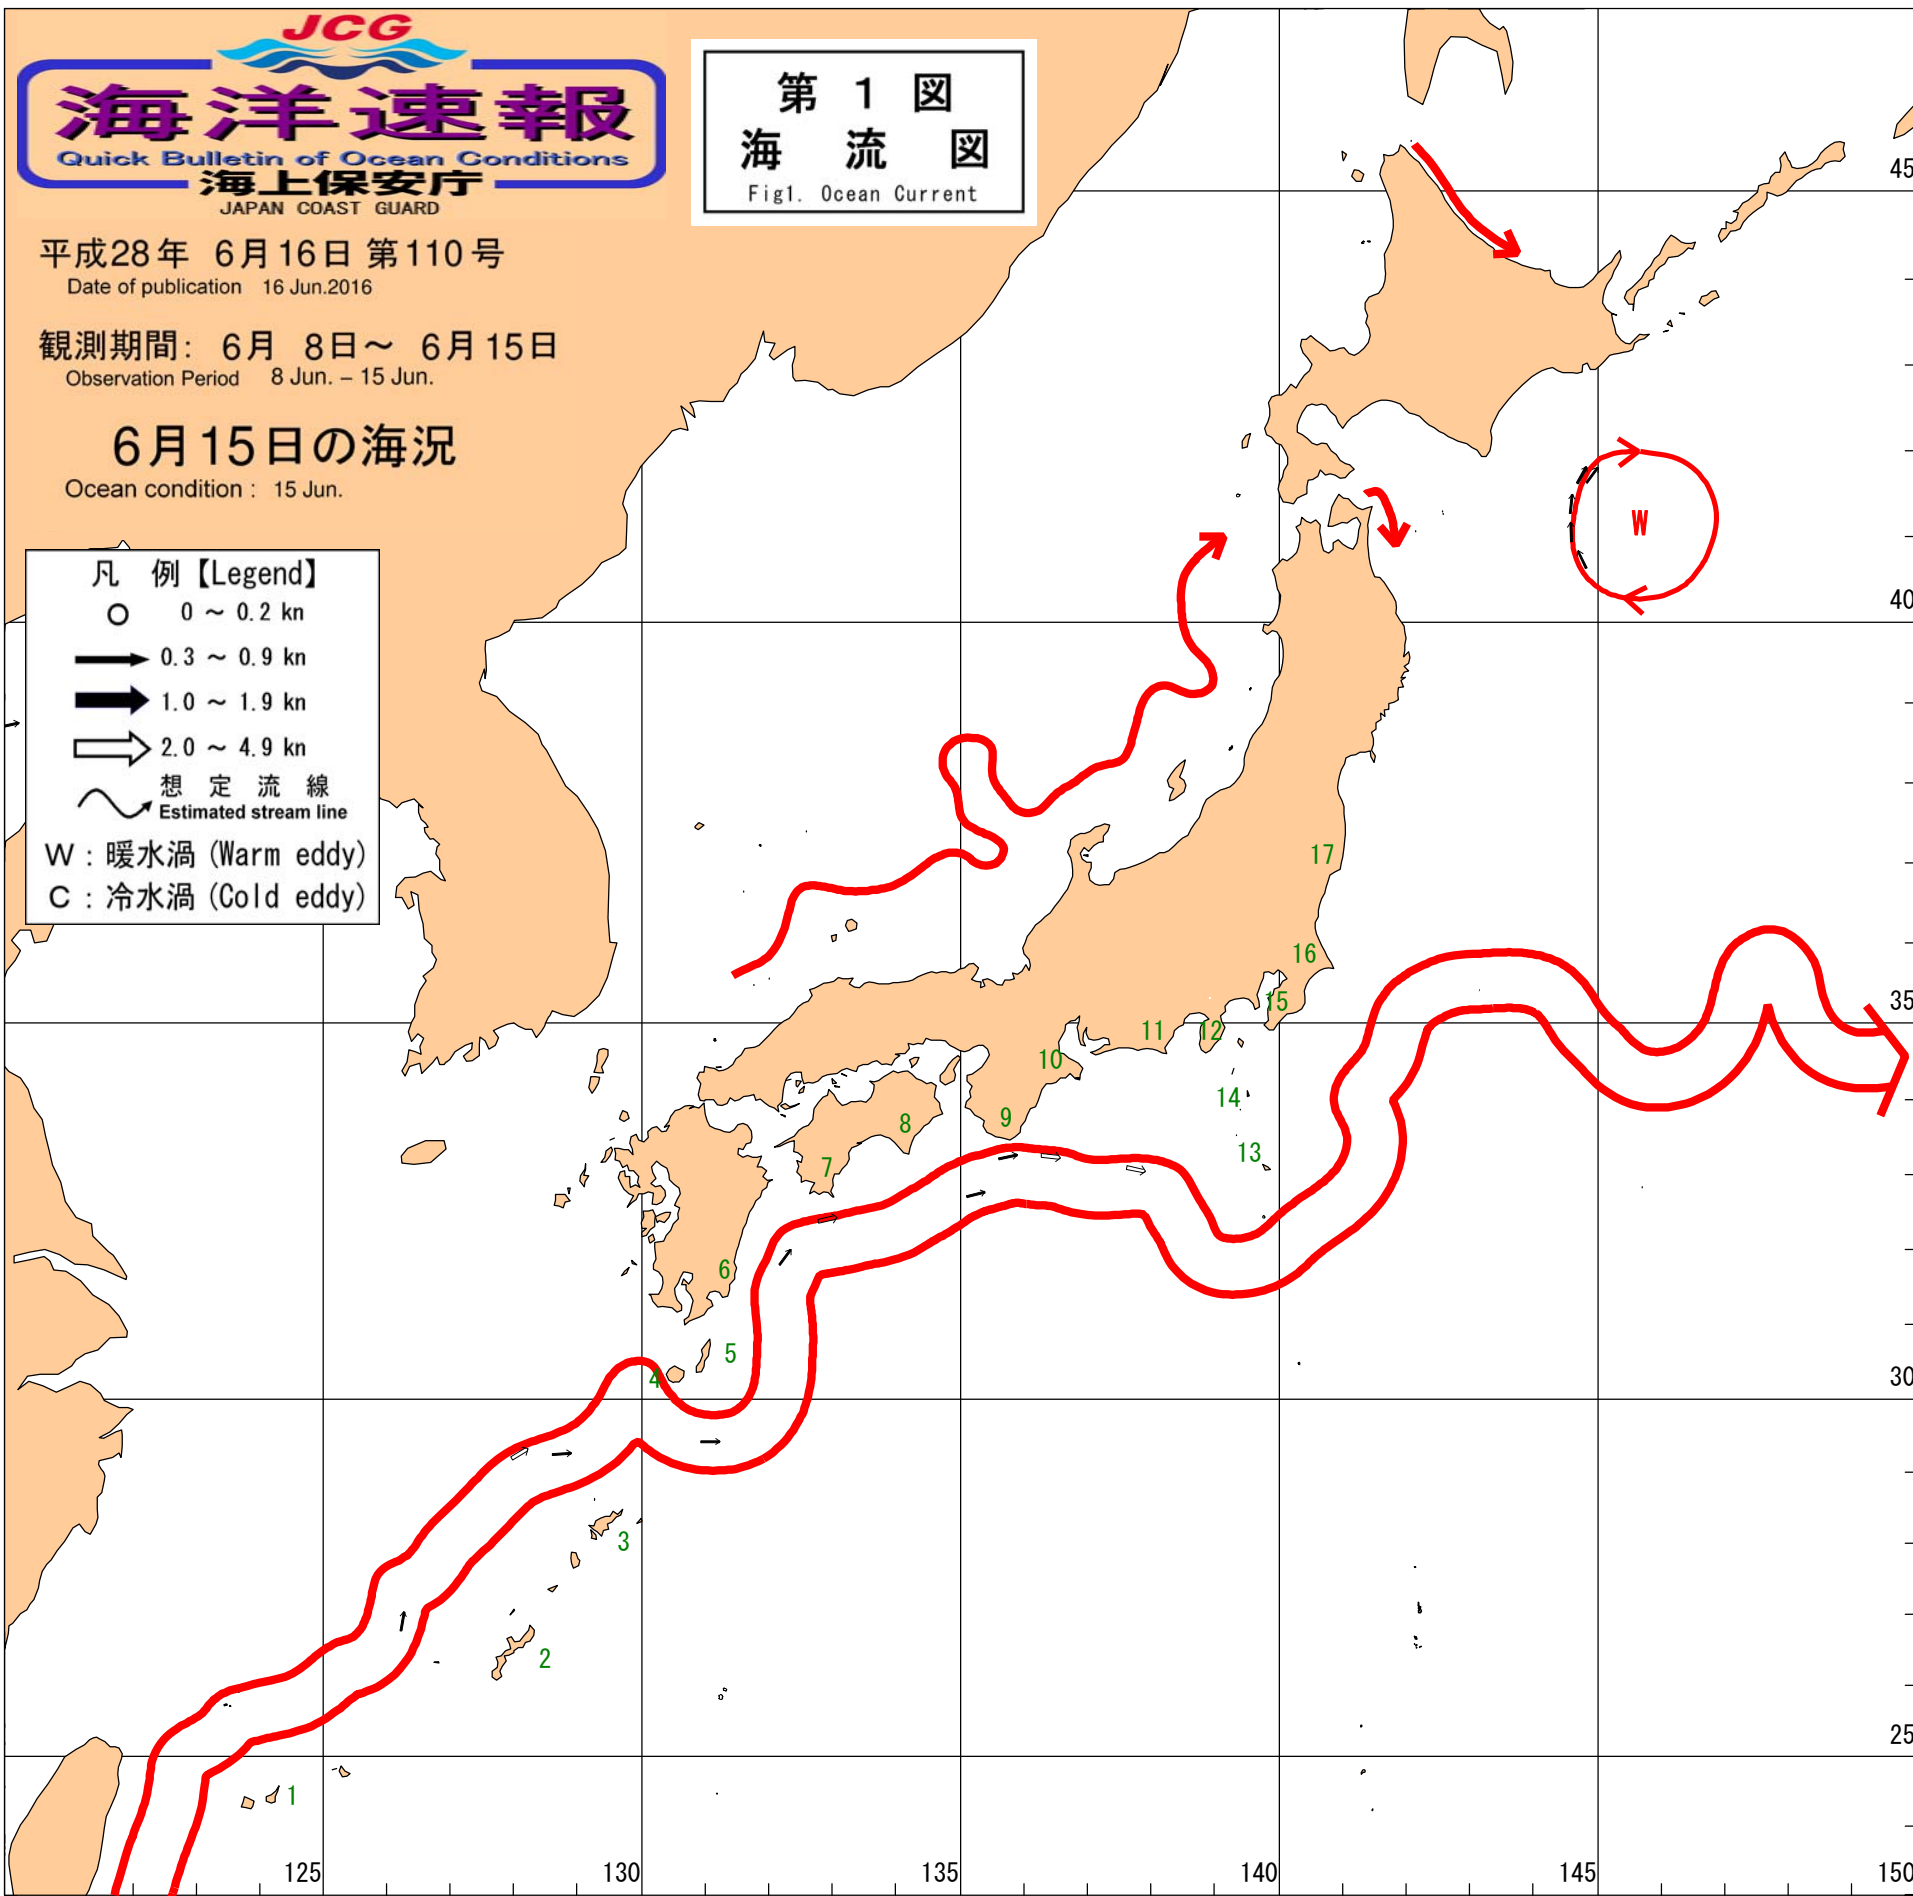 JCG
海洋速報
Quick Bulletin of Ocean Conditions
海上保安庁
JAPAN COAST GUARD
第 1 図
海 流 図
Fig1. Ocean Current
平成28年 6月16日 第110号
Date of publication 16 Jun.2016
観測期間: 6月 8日～ 6月15日
Observation Period 8 Jun. – 15 Jun.
6月15日の海況
Ocean condition : 15 Jun.
凡 例【Legend】
0 ～ 0.2 kn
0.3 ～ 0.9 kn
1.0 ～ 1.9 kn
2.0 ～ 4.9 kn
想 定 流 線
Estimated stream line
W : 暖水渦 (Warm eddy)
C : 冷水渦 (Cold eddy)
45
W
40
17
16
35
15
12
11
10
14
9
8
13
7
6
5
4
30
3
2
25
1
125
130
135
140
145
150